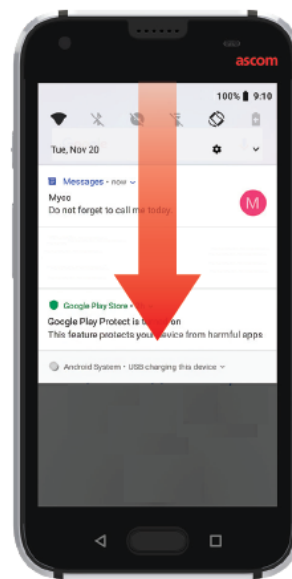 ascom
100% 9:10
Tue, Nov 20
Messages • now
Myco
Do not forget to call me today
M
Google Play Store •
Google Play Protect is turned on
This feature protects your device from harmful apps
Android System • USB charging this device